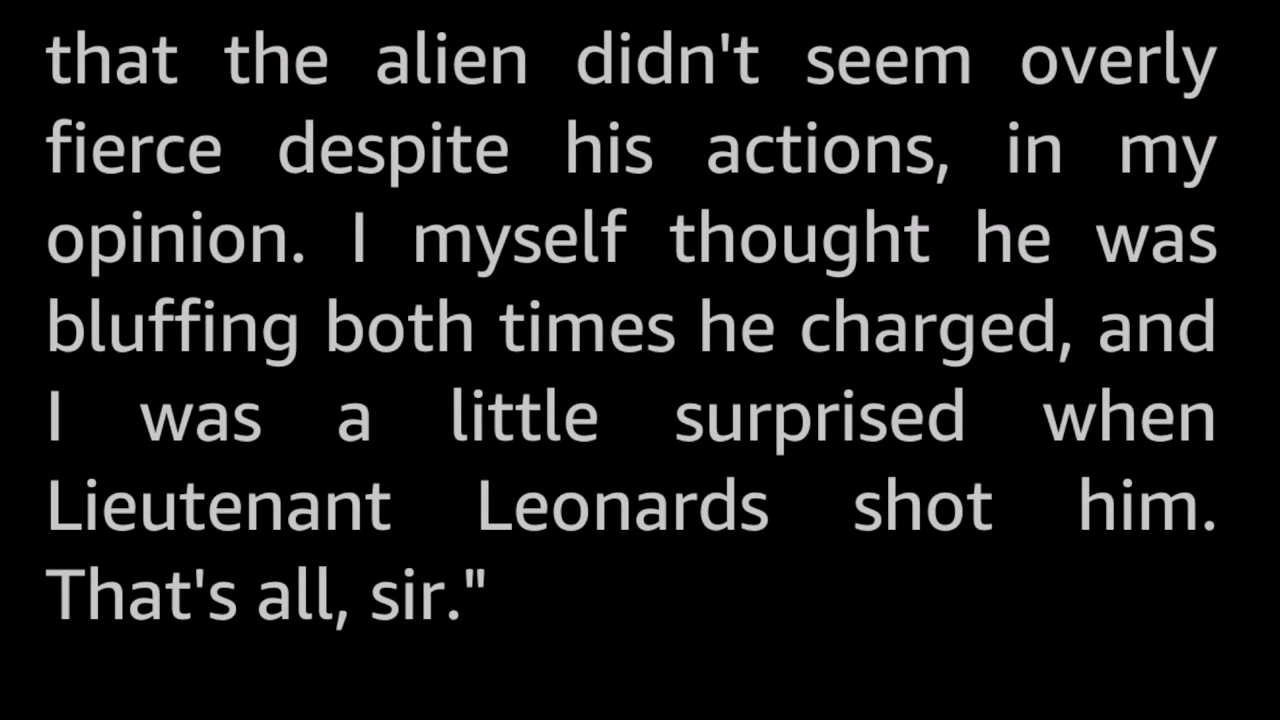 that the alien didn't seem overly
fierce despite his actions, in my
opinion. I myself thought he was
bluffing both times he charged, and
I was a little surprised when
Lieutenant Leonards shot him.
That's all, sir."